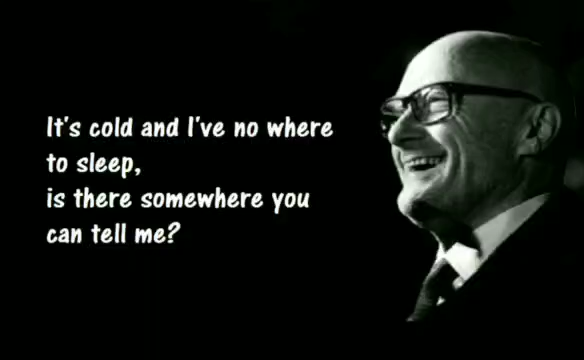 It's cold and I've no where
to sleep,
is there somewhere you
can tell me?